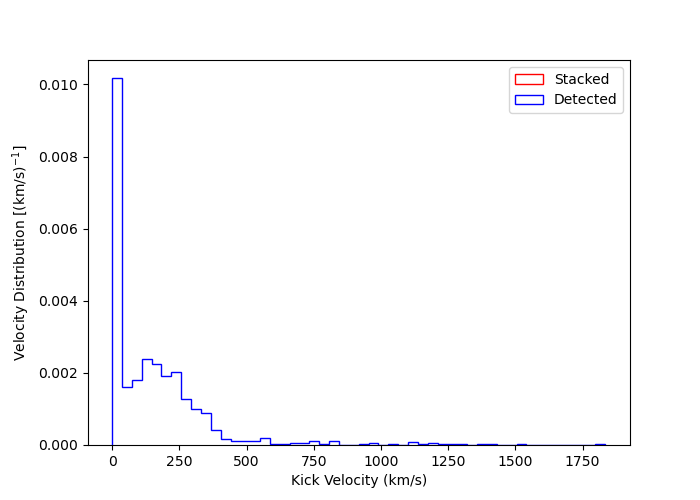 Stacked
Detected
Velocity Distribution [(km/s)⁻¹]
0.010
0.008
0.006
0.004
0.002
0.000
0 250 500 750 1000 1250 1500 1750
Kick Velocity (km/s)